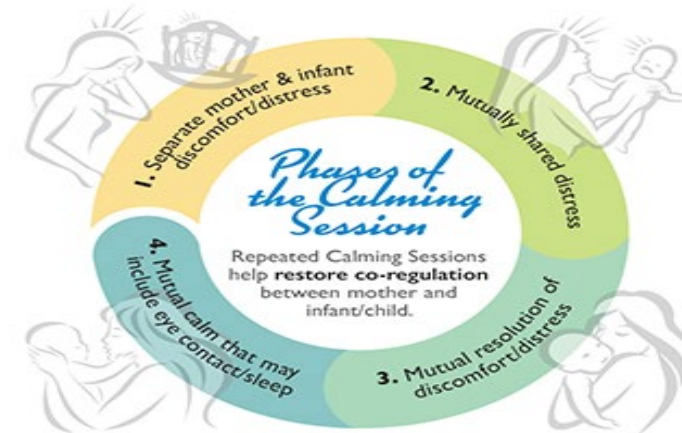 1. Separate mother & infant
discomfort/distress
2. Mutually shared distress
Phases of
the Calming
Session
Repeated Calming Sessions
help restore co-regulation
between mother and
infant/child.
3. Mutual resolution of
discomfort/distress
4. Mutual calm that may
include eye contact/sleep